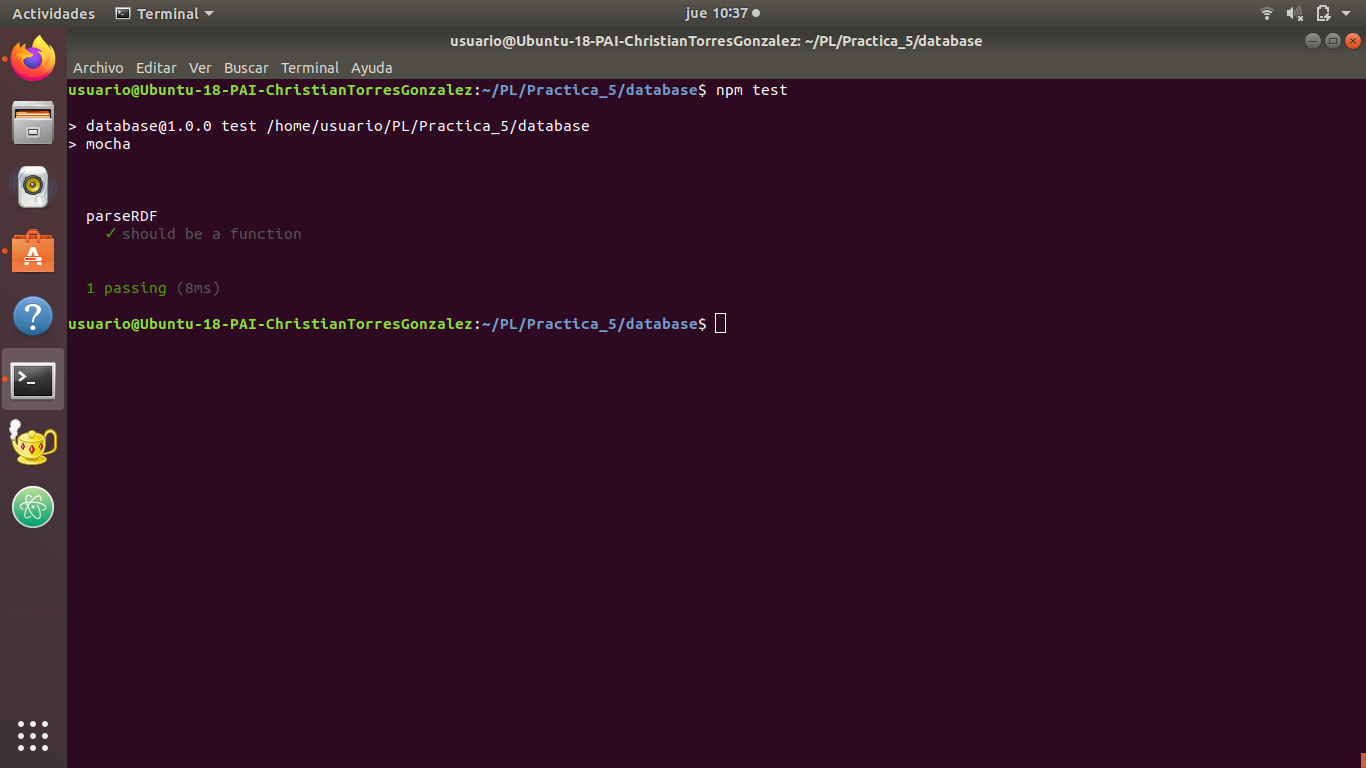 Actividades Terminal jue 10:37
usuario@Ubuntu-18-PAI-ChristianTorresGonzalez: ~/PL/Practica_5/database
Archivo Editar Ver Buscar Terminal Ayuda
usuario@Ubuntu-18-PAI-ChristianTorresGonzalez:~/PL/Practica_5/database$ npm test
> database@1.0.0 test /home/usuario/PL/Practica_5/database
> mocha
parseRDF
✓ should be a function
1 passing (8ms)
usuario@Ubuntu-18-PAI-ChristianTorresGonzalez:~/PL/Practica_5/database$